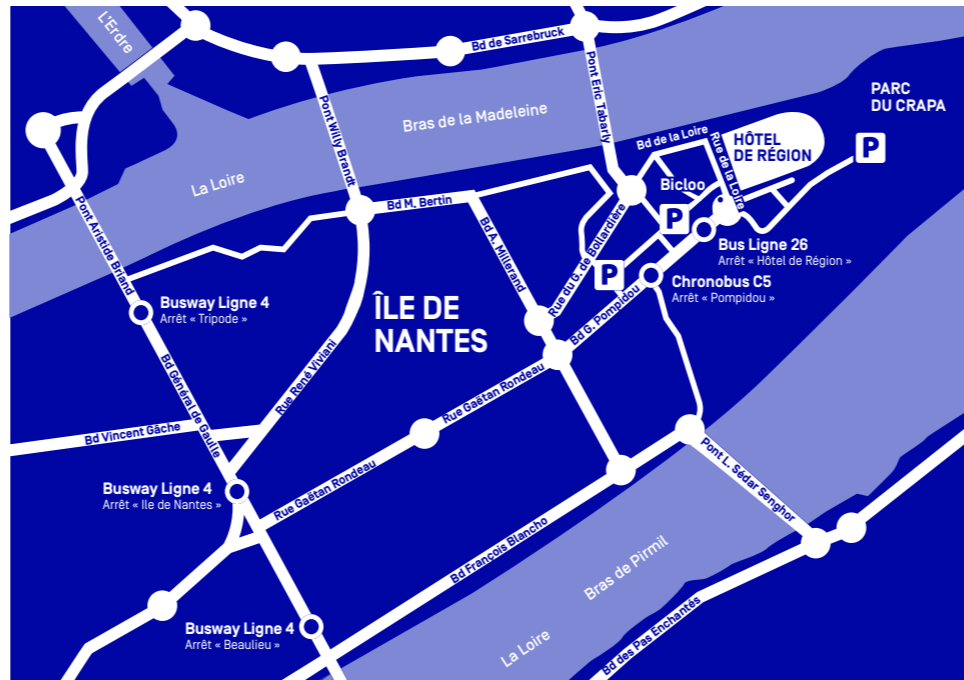 L'Erdre
Bd de Sarrebruck
Pont Willy Brandt
Pont Eric Tabarly
Bras de la Madeleine
PARC
DU CRAPA
Bd de la Loire
Rue de la Loire
HÔTEL
DE RÉGION
P
La Loire
Bicloo
P
Pont Aristide Briand
Bd M. Bertin
Bd A. Millerand
Rue du G. de Bollardière
Bus Ligne 26
Arrêt « Hôtel de Région »
P
Chronobus C5
Arrêt « Pompidou »
Busway Ligne 4
Arrêt « Tripode »
ÎLE DE
NANTES
Bd G. Pompidou
Bd Général de Gaulle
Rue René Viviani
Rue Gaëtan Rondeau
Bd Vincent Gâche
Pont L. Sédar Senghor
Busway Ligne 4
Arrêt « Ile de Nantes »
Rue Gaëtan Rondeau
Bd François Blancho
Bras de Pirmil
Busway Ligne 4
Arrêt « Beaulieu »
La Loire
Bd des Pas Enchantés